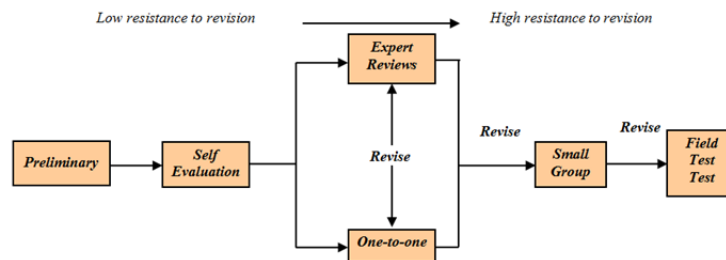 Low resistance to revision
High resistance to revision
Expert
Reviews
Preliminary
Self
Evaluation
Revise
One-to-one
Revise
Small
Group
Revise
Field
Test
Test